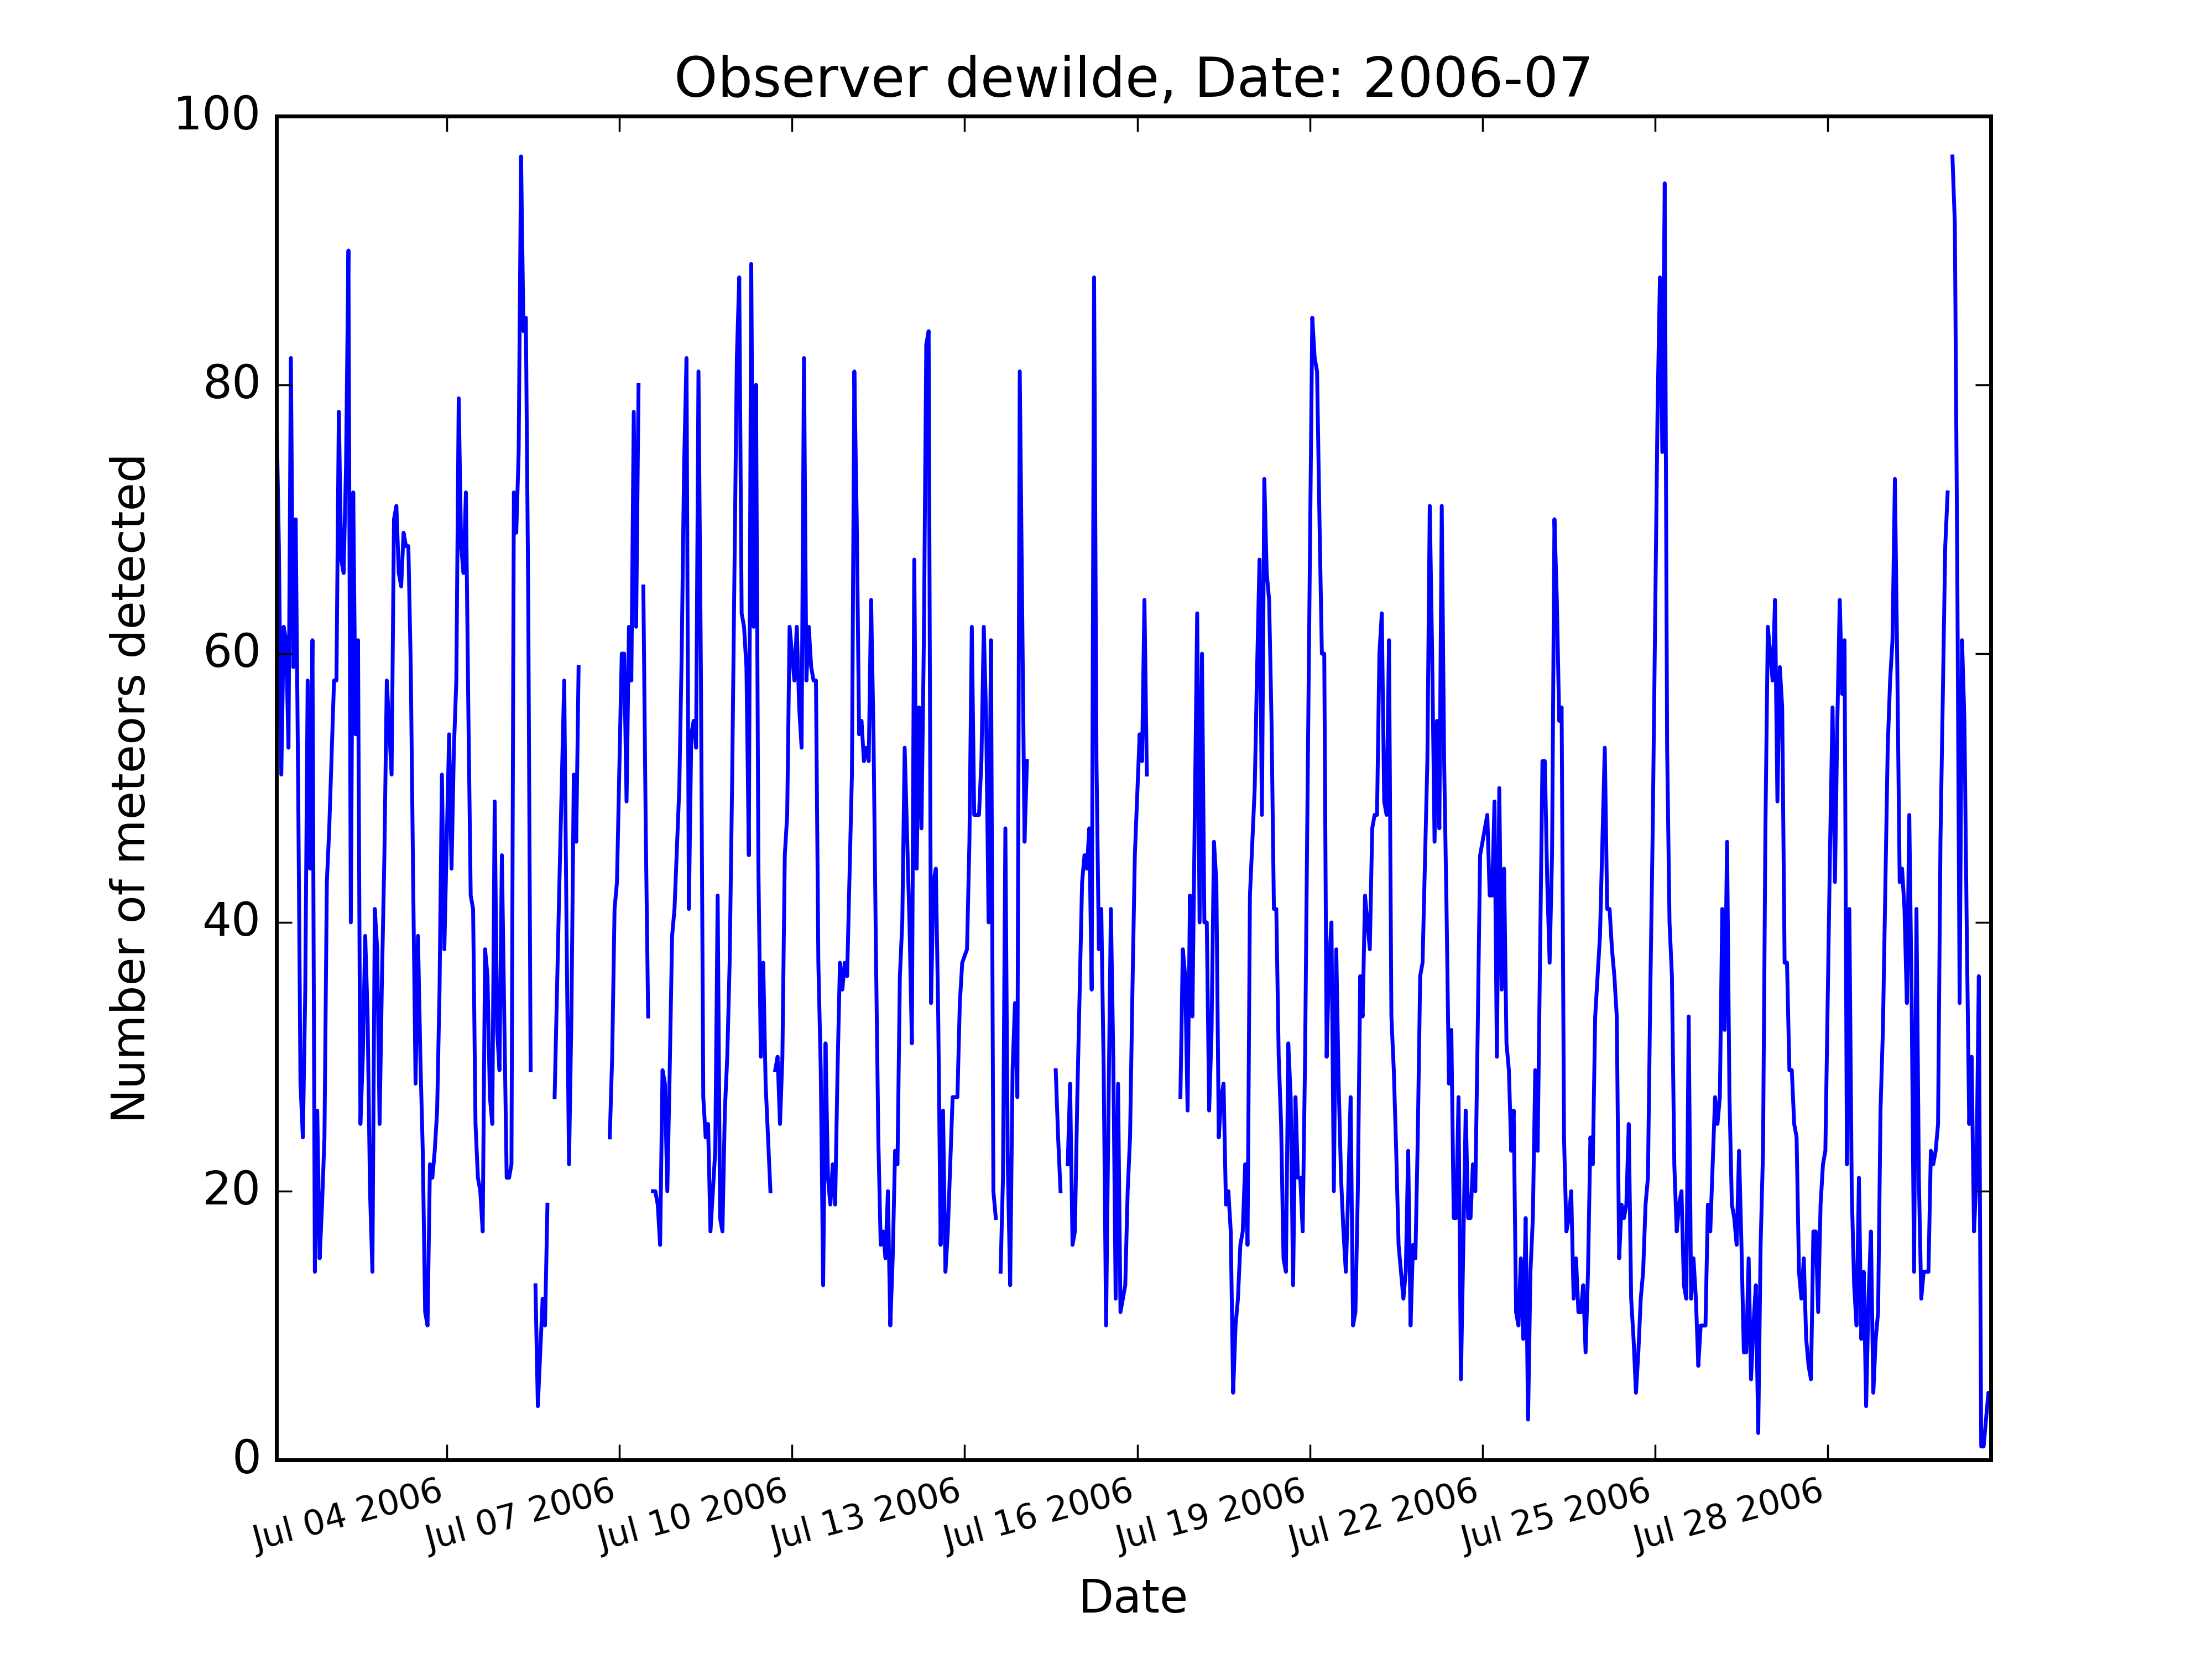 Observer dewilde, Date: 2006-07
Number of meteors detected
100
80
60
40
20
0
Jul 04 2006
Jul 07 2006
Jul 10 2006
Jul 13 2006
Jul 16 2006
Jul 19 2006
Jul 22 2006
Jul 25 2006
Jul 28 2006
Date